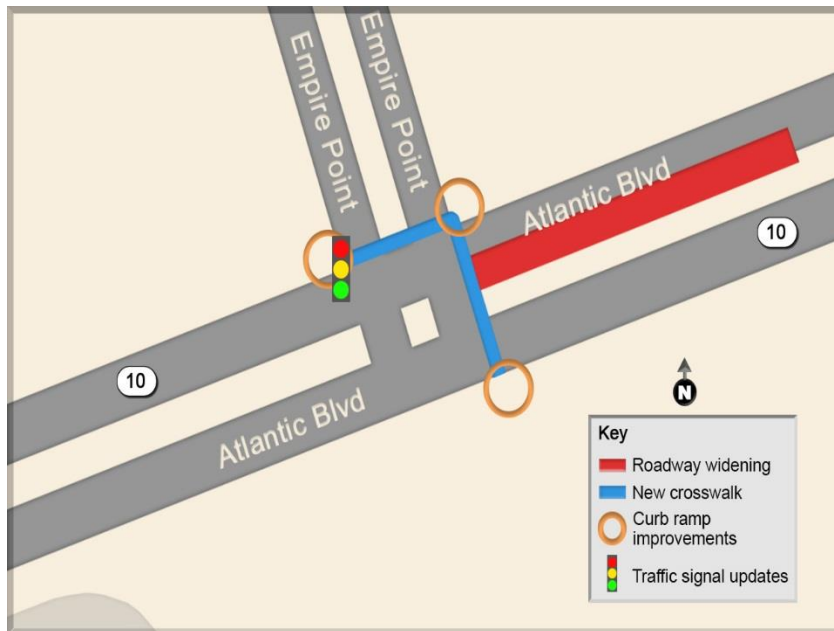 Empire Point
Empire Point
Atlantic Blvd
10
10
Atlantic Blvd
N
Key
Roadway widening
New crosswalk
Curb ramp
improvements
Traffic signal updates